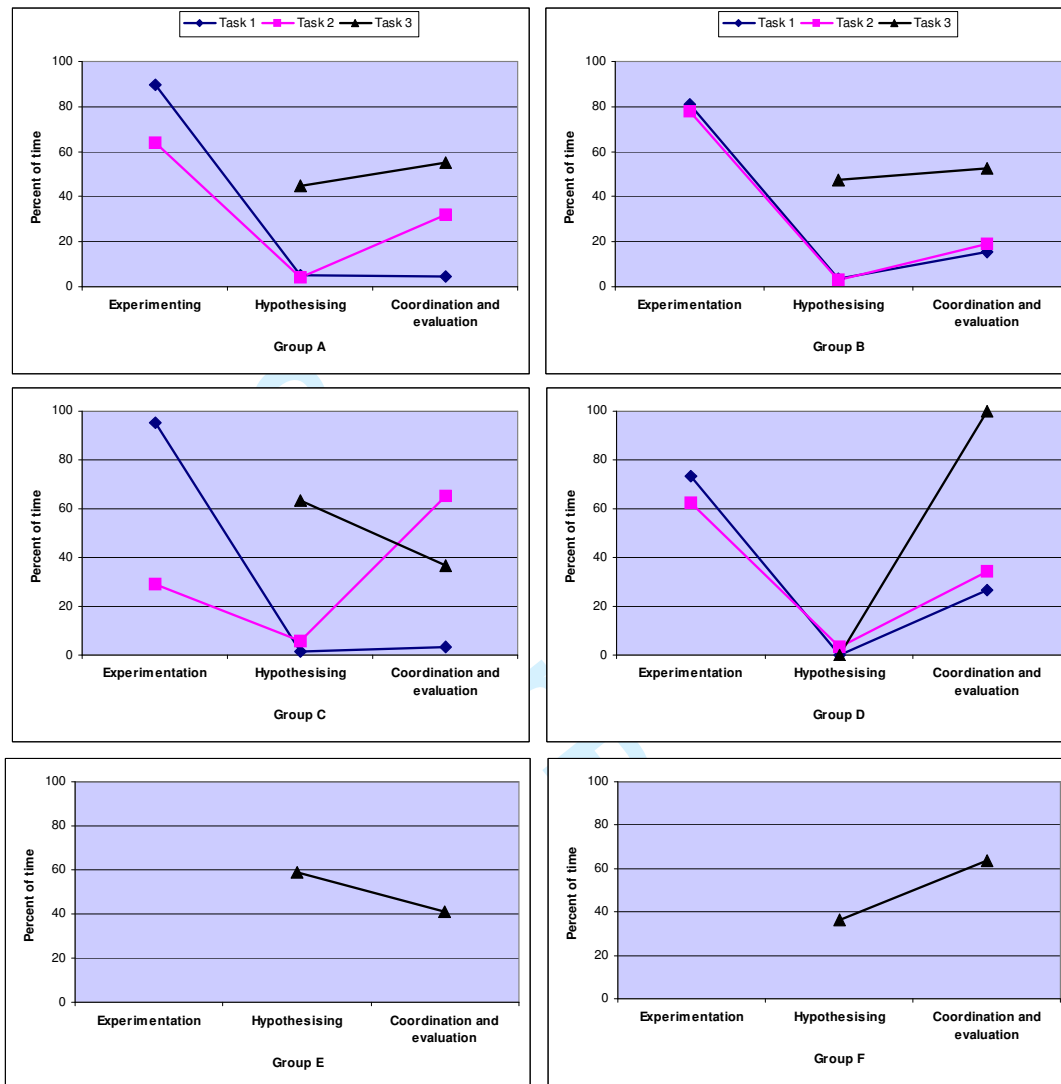 Task 1 Task 2 Task 3
100
80
60
40
20
0
Percent of time
Experimenting Hypothesising Coordination and
evaluation
Group A
Task 1 Task 2 Task 3
100
80
60
40
20
0
Percent of time
Experimentation Hypothesising Coordination and
evaluation
Group B
100
80
60
40
20
0
Percent of time
Experimentation Hypothesising Coordination and
evaluation
Group C
100
80
60
40
20
0
Percent of time
Experimentation Hypothesising Coordination and
evaluation
Group D
100
80
60
40
20
0
Percent of time
Experimentation Hypothesising Coordination and
evaluation
Group E
100
80
60
40
20
0
Percent of time
Experimentation Hypothesising Coordination and
evaluation
Group F